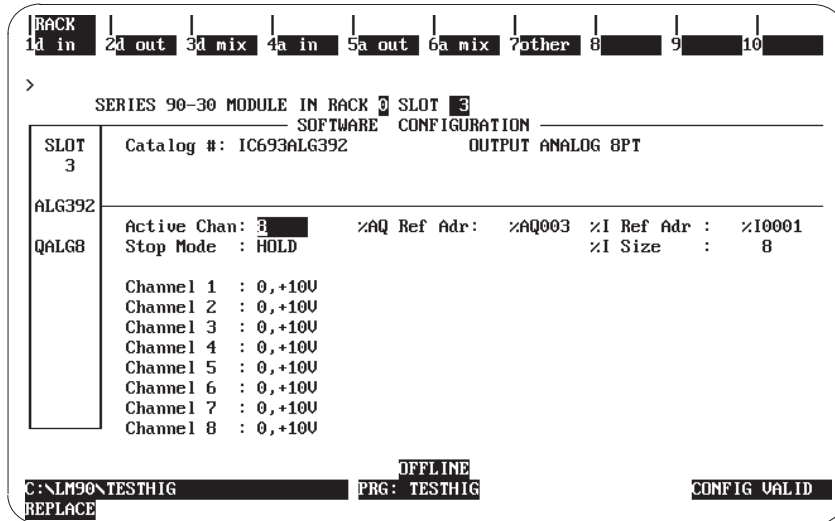 RACK
1d in 2d out 3d mix 4a in 5a out 6a mix 7other 8 9 10
>
SERIES 90-30 MODULE IN RACK 0 SLOT 3
SOFTWARE CONFIGURATION
SLOT Catalog #: IC693ALG392 OUTPUT ANALOG 8PT
3
ALG392
Active Chan: 8 %AQ Ref Adr: %AQ003 %I Ref Adr : %I0001
QALG8 Stop Mode : HOLD %I Size : 8
Channel 1 : 0,+10V
Channel 2 : 0,+10V
Channel 3 : 0,+10V
Channel 4 : 0,+10V
Channel 5 : 0,+10V
Channel 6 : 0,+10V
Channel 7 : 0,+10V
Channel 8 : 0,+10V
OFFLINE
C:\LM90\TESTHIG PRG: TESTHIG CONFIG VALID
REPLACE